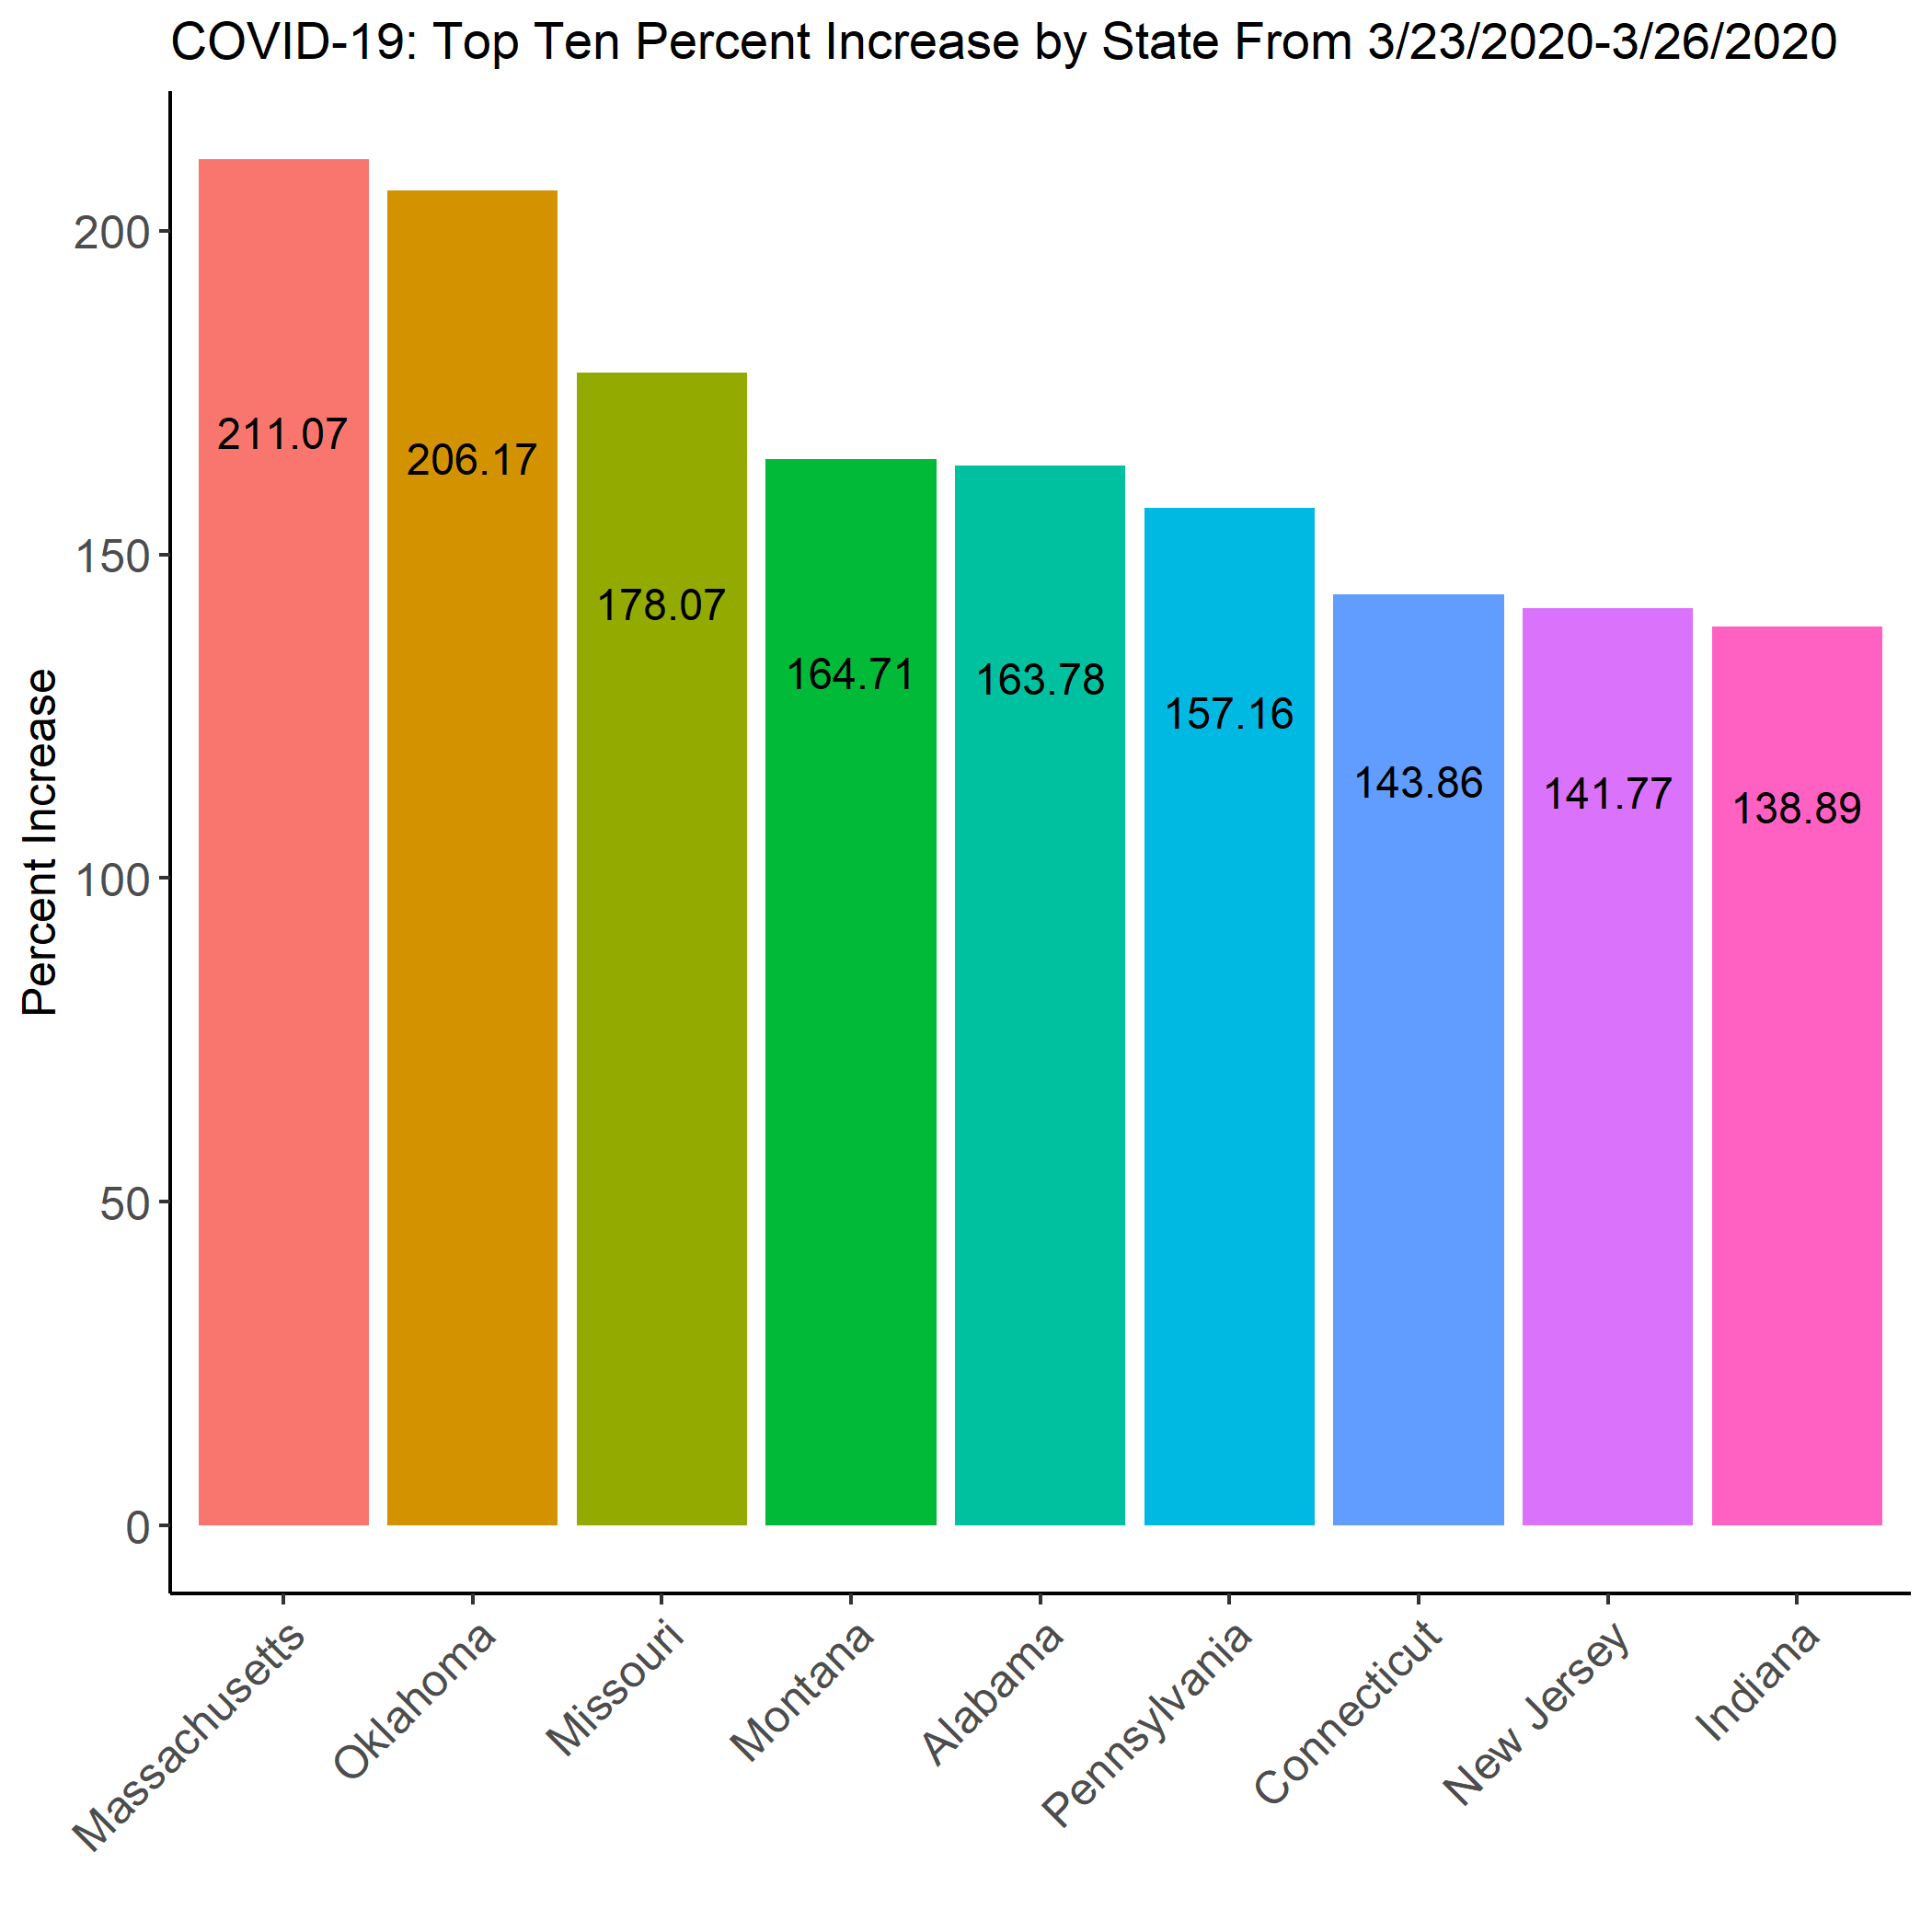 COVID-19: Top Ten Percent Increase by State From 3/23/2020-3/26/2020
Percent Increase
200
150
100
50
0
211.07
206.17
178.07
164.71
163.78
157.16
143.86
141.77
138.89
Massachusetts
Oklahoma
Missouri
Montana
Alabama
Pennsylvania
Connecticut
New Jersey
Indiana